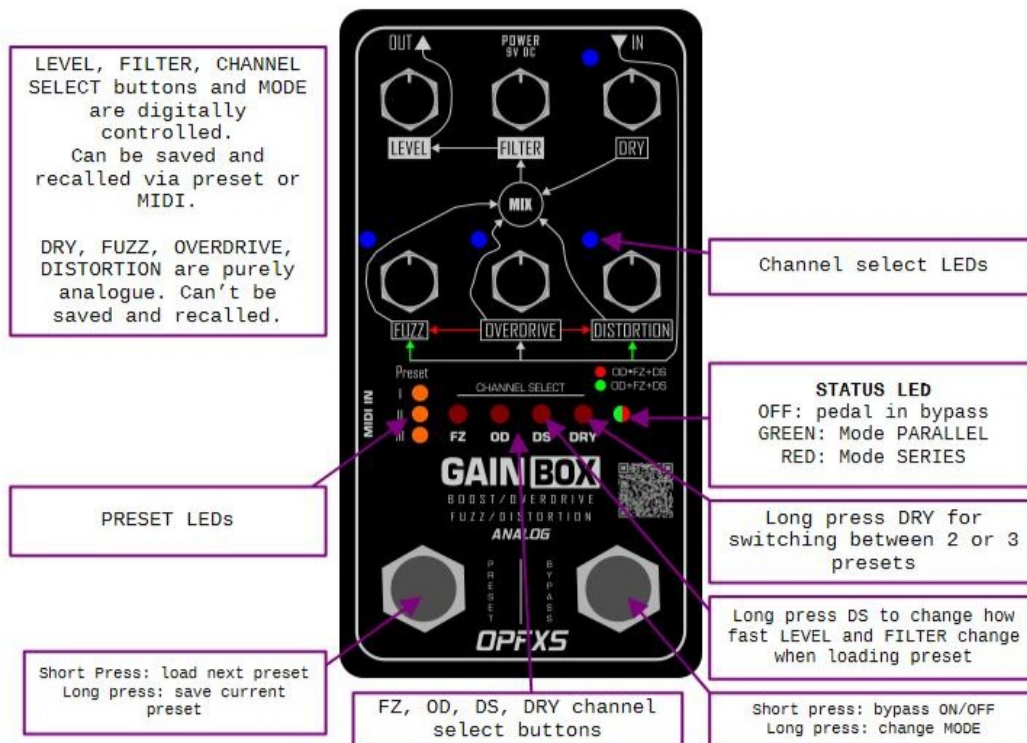 LEVEL, FILTER, CHANNEL
SELECT buttons and MODE
are digitally
controlled.
Can be saved and
recalled via preset or
MIDI.
DRY, FUZZ, OVERDRIVE,
DISTORTION are purely
analogue. Can't be
saved and recalled.
OUT
POWER
9V DC
IN
LEVEL
FILTER
DRY
MIX
FUZZ
OVERDRIVE
DISTORTION
Preset
I
II
III
MIDI IN
CHANNEL SELECT
OD*FZ+DS
OD+FZ+DS
FZ
OD
DS
DRY
GAIN BOX
BOOST/OVERDRIVE
FUZZ/DISTORTION
ANALOG
PRESET
BYPASS
OPFXS
Channel select LEDs
STATUS LED
OFF: pedal in bypass
GREEN: Mode PARALLEL
RED: Mode SERIES
PRESET LEDs
Long press DRY for
switching between 2 or 3
presets
Long press DS to change how
fast LEVEL and FILTER change
when loading preset
Short Press: load next preset
Long press: save current
preset
FZ, OD, DS, DRY channel
select buttons
Short press: bypass ON/OFF
Long press: change MODE